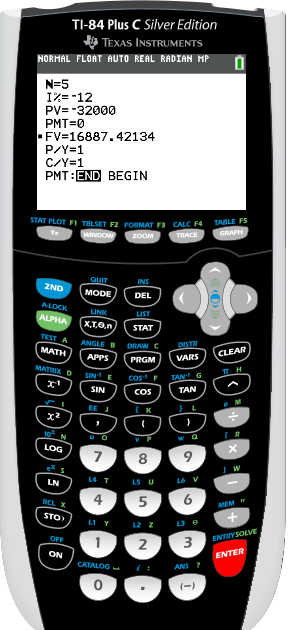 TI-84 Plus C Silver Edition
TEXAS INSTRUMENTS
NORMAL FLOAT AUTO REAL RADIAN MP
N=5
I%=-12
PV=-32000
PMT=0
FV=16887.42134
P/Y=1
C/Y=1
PMT:END BEGIN
STAT PLOT F1 TBLSET F2 FORMAT F3 CALC F4 TABLE F5
Y= WINDOW ZOOM TRACE GRAPH
QUIT INS
2ND MODE DEL
A-LOCK LINK LIST
ALPHA X,T,θ,n STAT
TEST A ANGLE B DRAW C DISTR
MATH APPS PRGM VARS CLEAR
MATRIX D SIN⁻¹ E COS⁻¹ F TAN⁻¹ G π H
x⁻¹ SIN COS TAN ^
√ I EE J { K } L e M
x² , ( ) ÷
10ˣ N u O v P w Q [ R
LOG 7 8 9 ×
eˣ S L4 T L5 U L6 V ] W
LN 4 5 6 −
RCL X L1 Y L2 Z L3 θ MEM "
STO› 1 2 3 +
OFF CATALOG ⎵ i : ANS ? ENTRY SOLVE
ON 0 . (−) ENTER